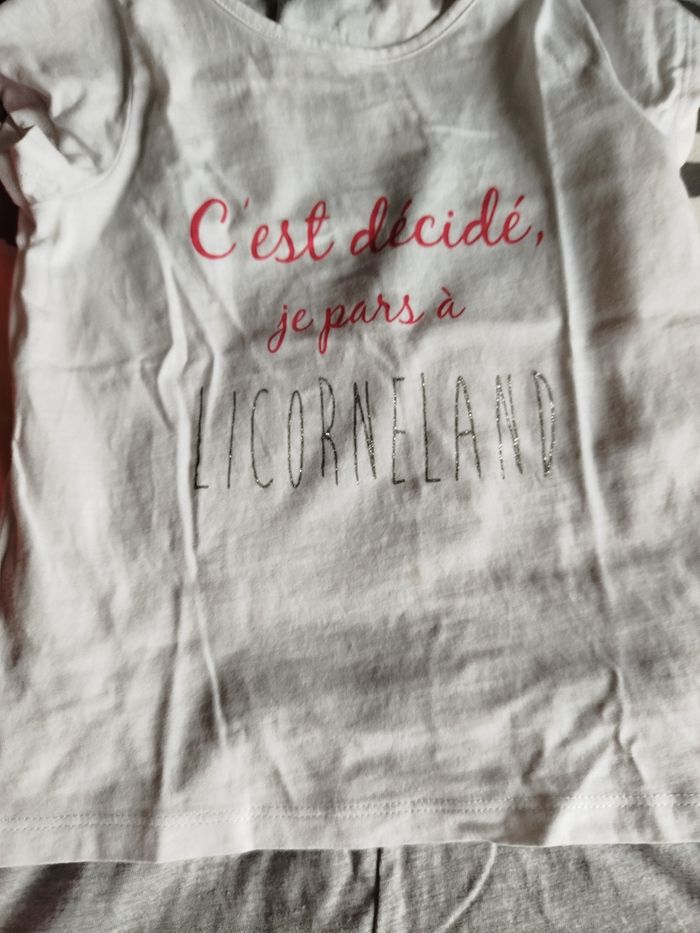 C'est décidé,
je pars à
LICORNELAND